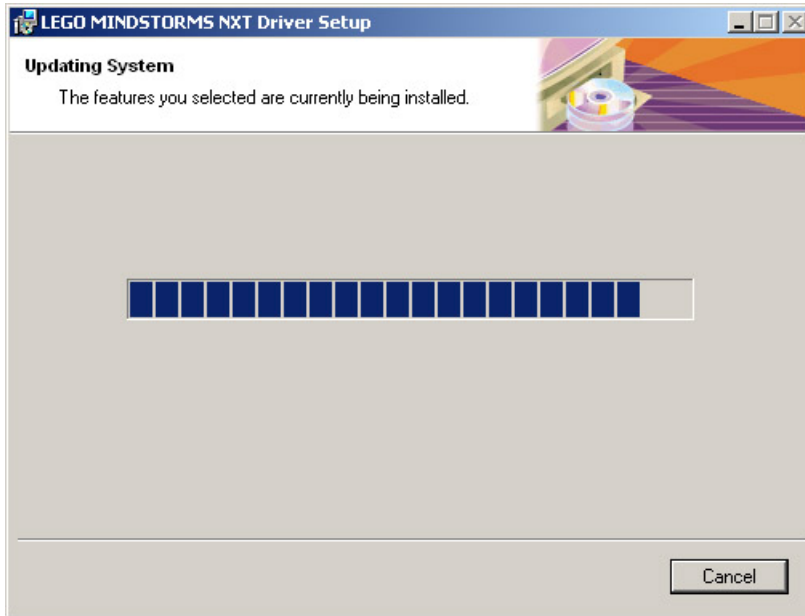 LEGO MINDSTORMS NXT Driver Setup
Updating System
The features you selected are currently being installed.
Cancel